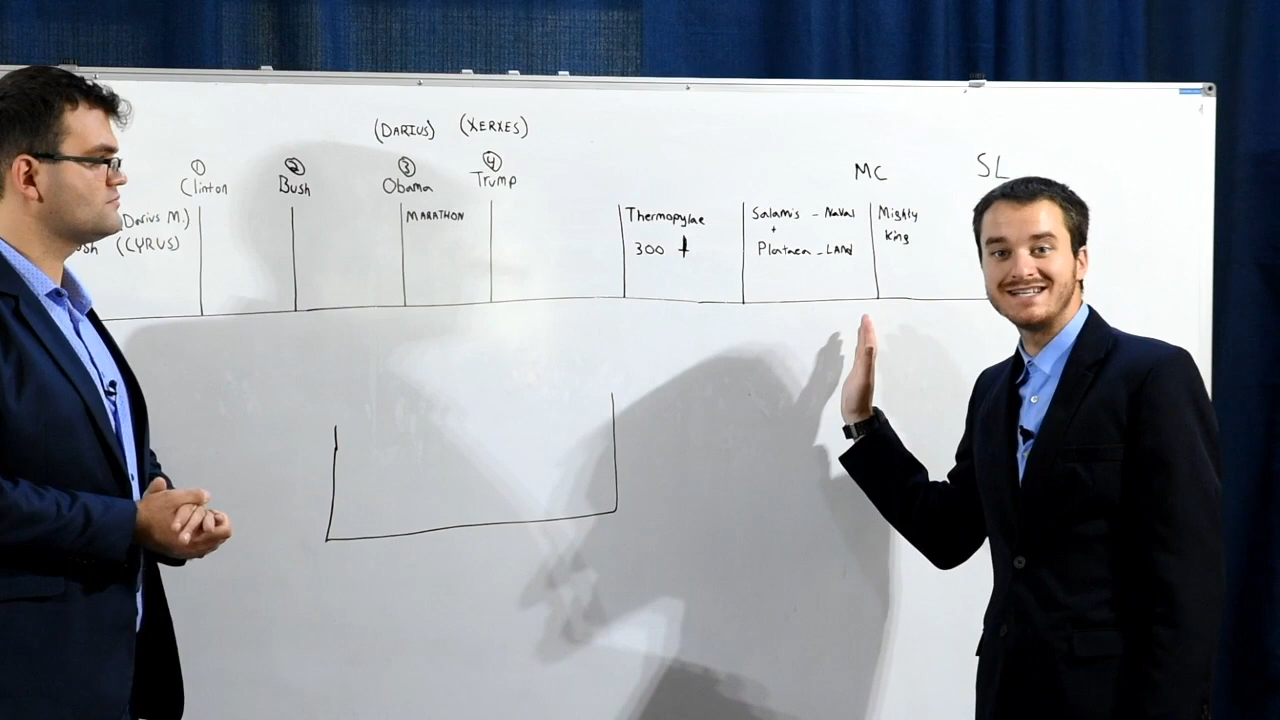 (DARIUS) (XERXES)
① ② ③ ④
Clinton Bush Obama Trump
MC SL
Darius M.)
(CYRUS)
MARATHON
Thermopylae
300
Salamis - Naval
+
Plataea - LAND
Mighty
King